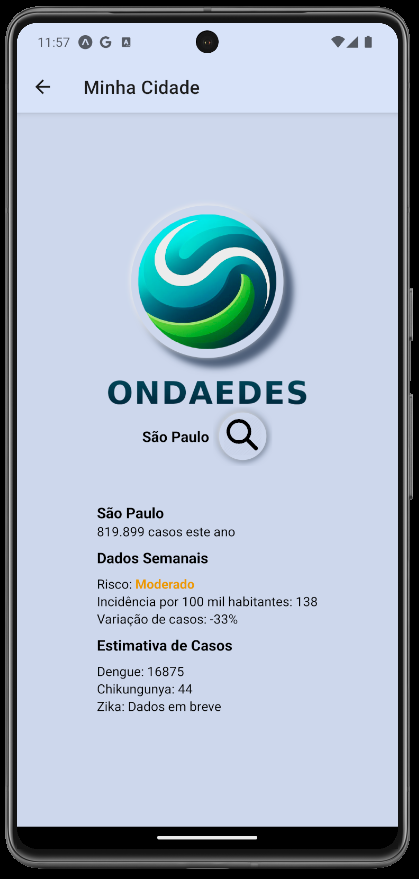 11:57
Minha Cidade
ONDAEDES
São Paulo
São Paulo
819.899 casos este ano
Dados Semanais
Risco: Moderado
Incidência por 100 mil habitantes: 138
Variação de casos: -33%
Estimativa de Casos
Dengue: 16875
Chikungunya: 44
Zika: Dados em breve